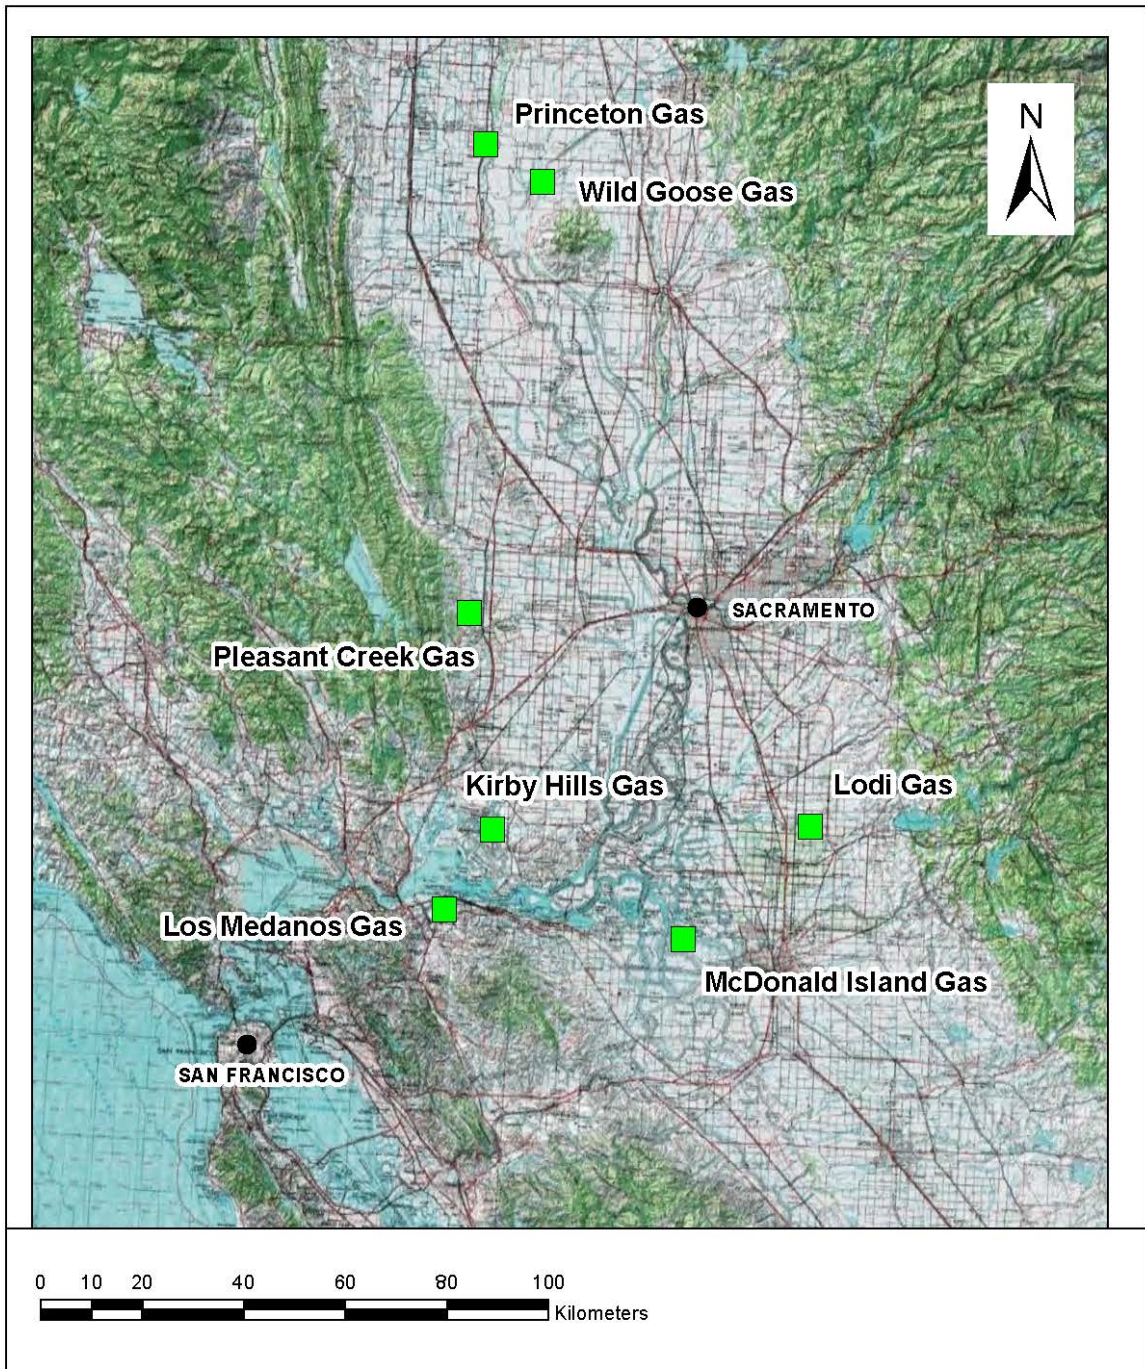 Princeton Gas
N
Wild Goose Gas
SACRAMENTO
Pleasant Creek Gas
Kirby Hills Gas
Lodi Gas
Los Medanos Gas
McDonald Island Gas
SAN FRANCISCO
0 10 20 40 60 80 100
Kilometers